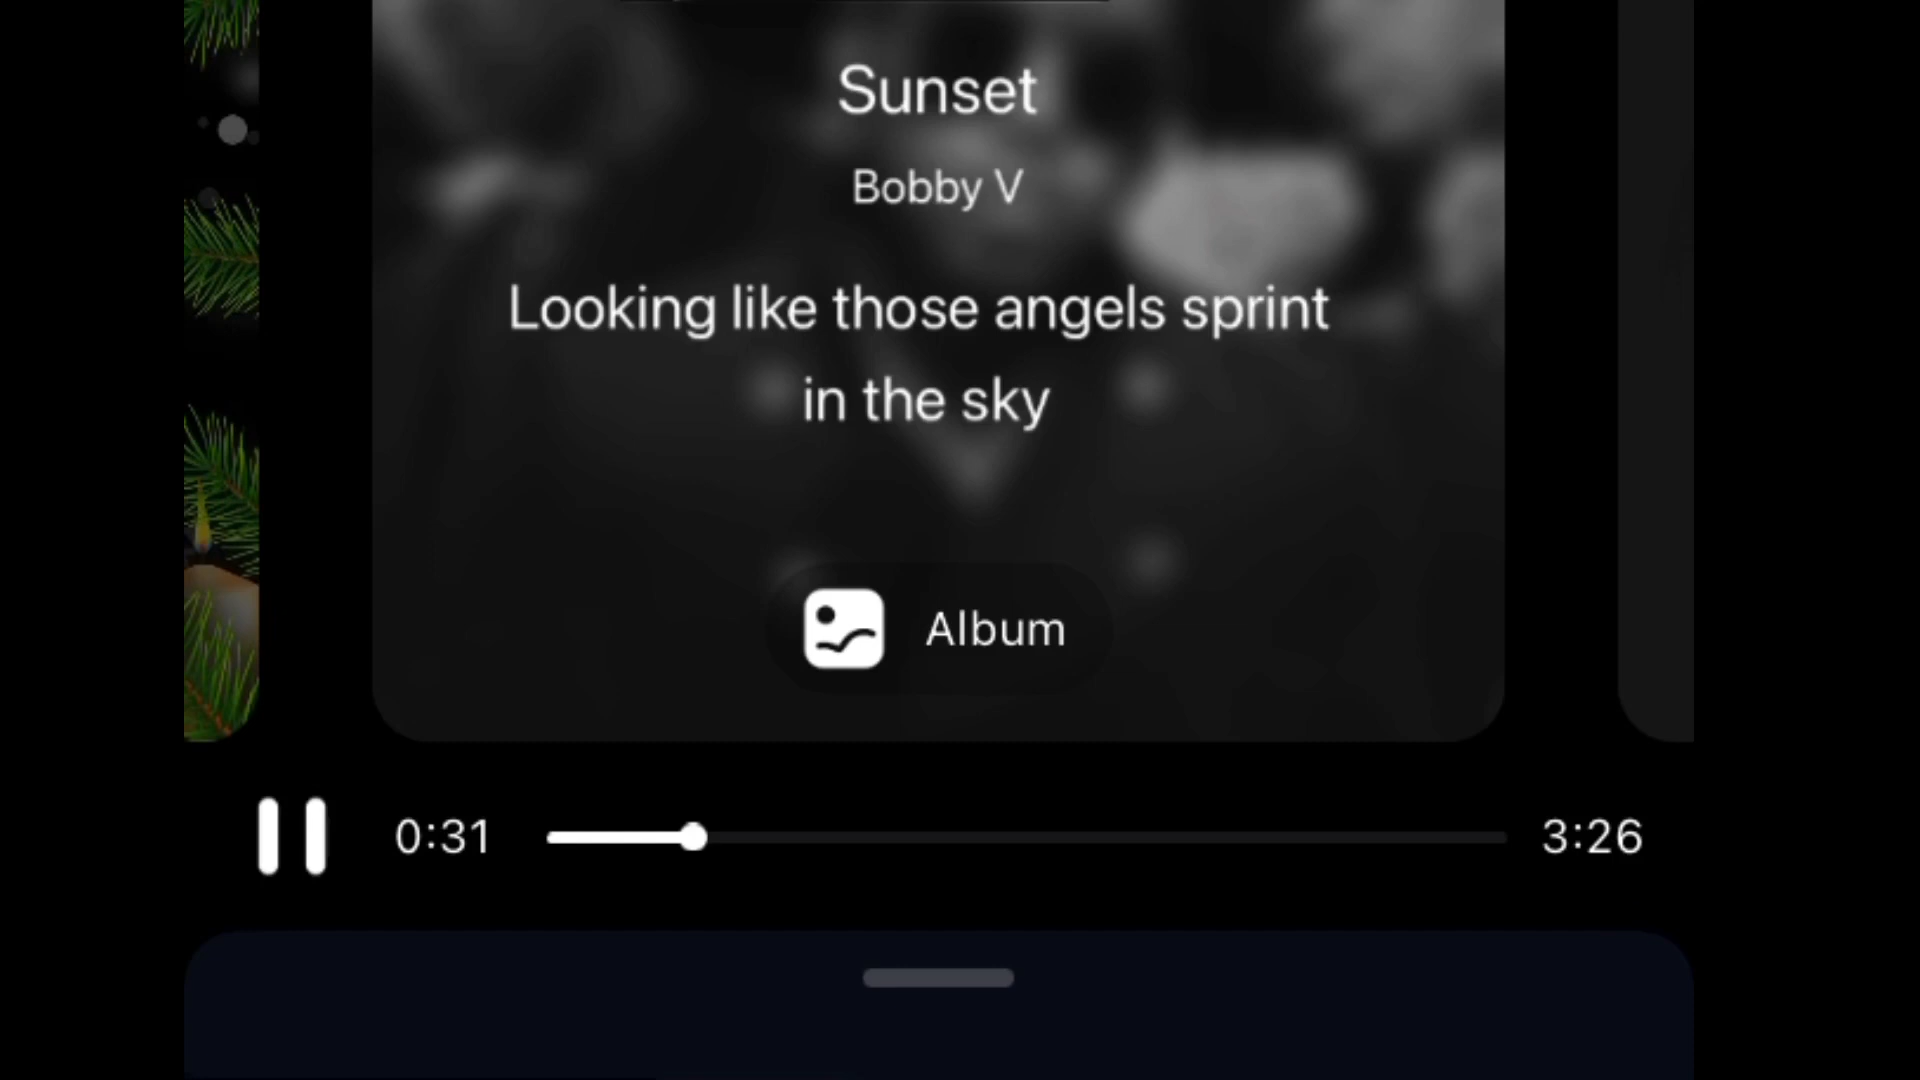 Sunset
Bobby V
Looking like those angels sprint
in the sky
Album
0:31
3:26